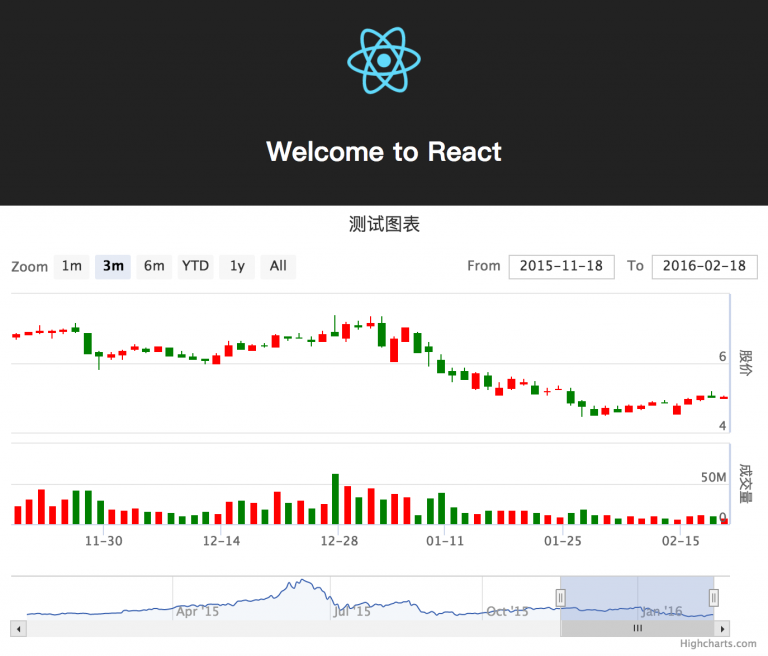 Welcome to React
测试图表
Zoom 1m 3m 6m YTD 1y All From 2015-11-18 To 2016-02-18
6
股价
4
50M
成交量
0
11-30 12-14 12-28 01-11 01-25 02-15
Apr '15 Jul '15 Oct '15 Jan '16
Highcharts.com